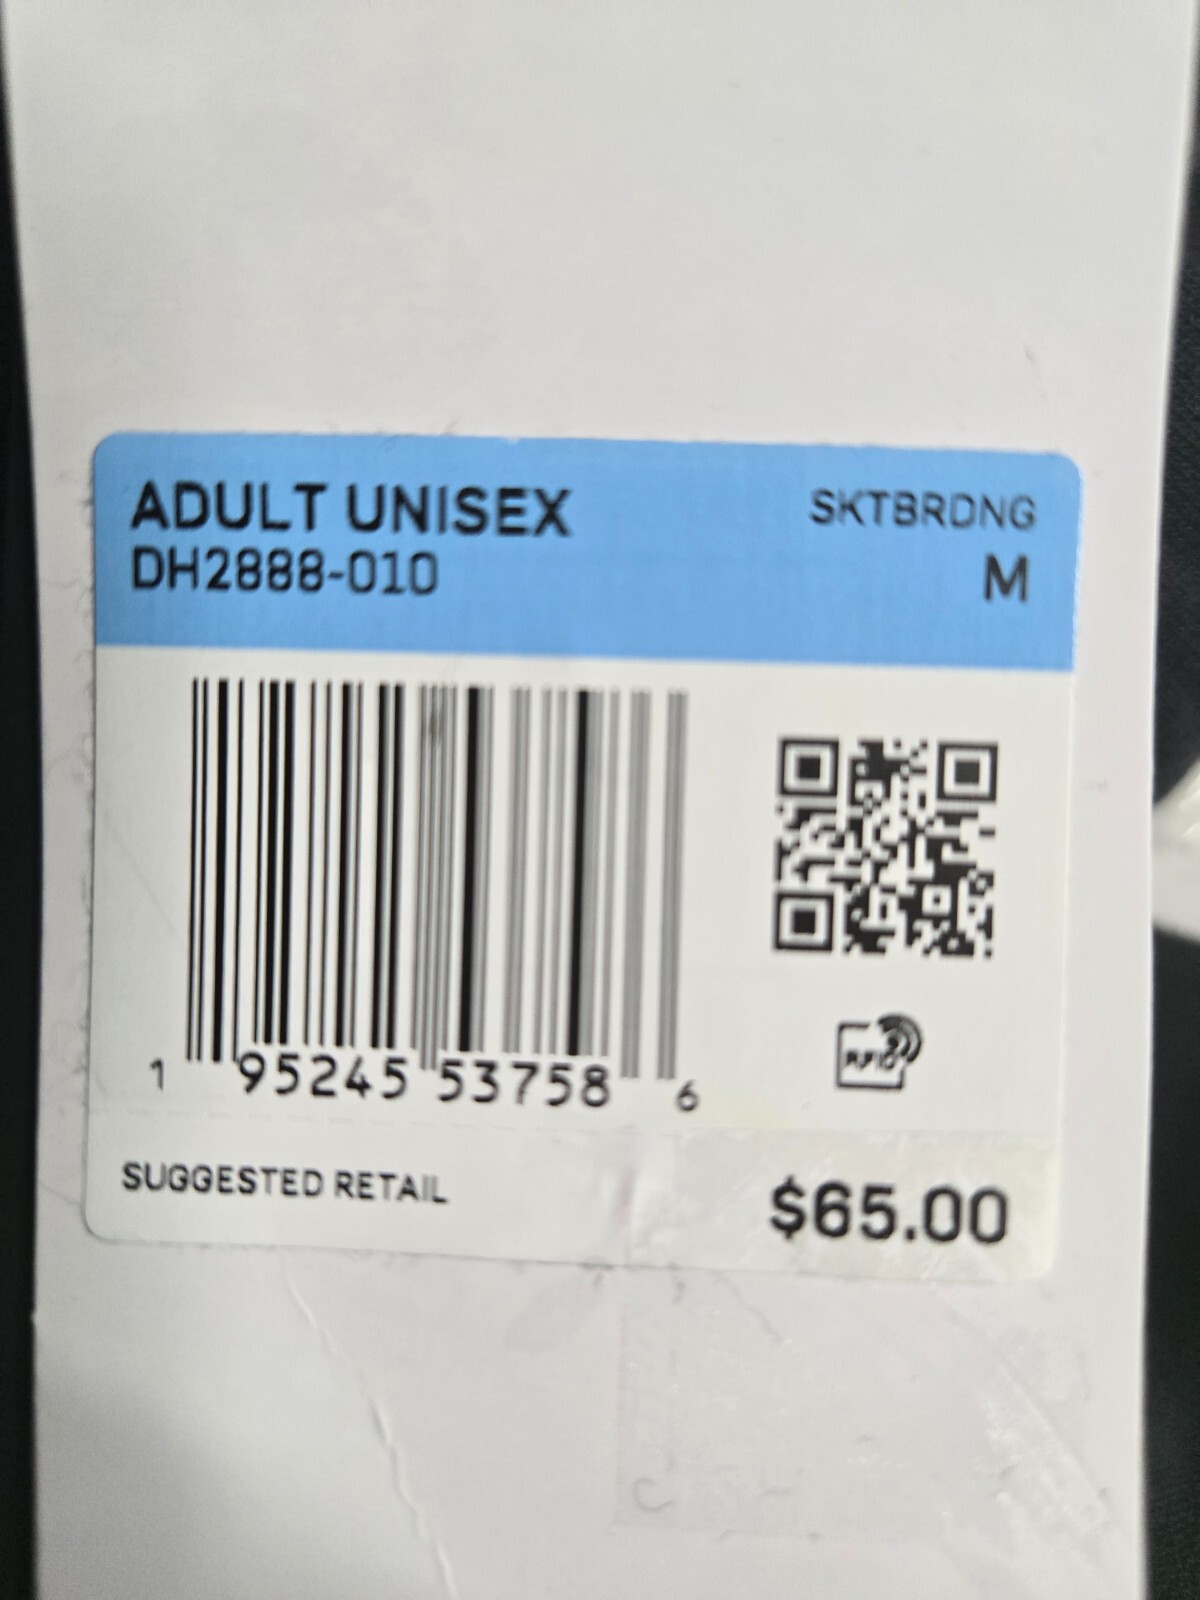 ADULT UNISEX
SKTBRDNG
DH2888-010
M
1 95245 53758 6
RFID
SUGGESTED RETAIL
$65.00